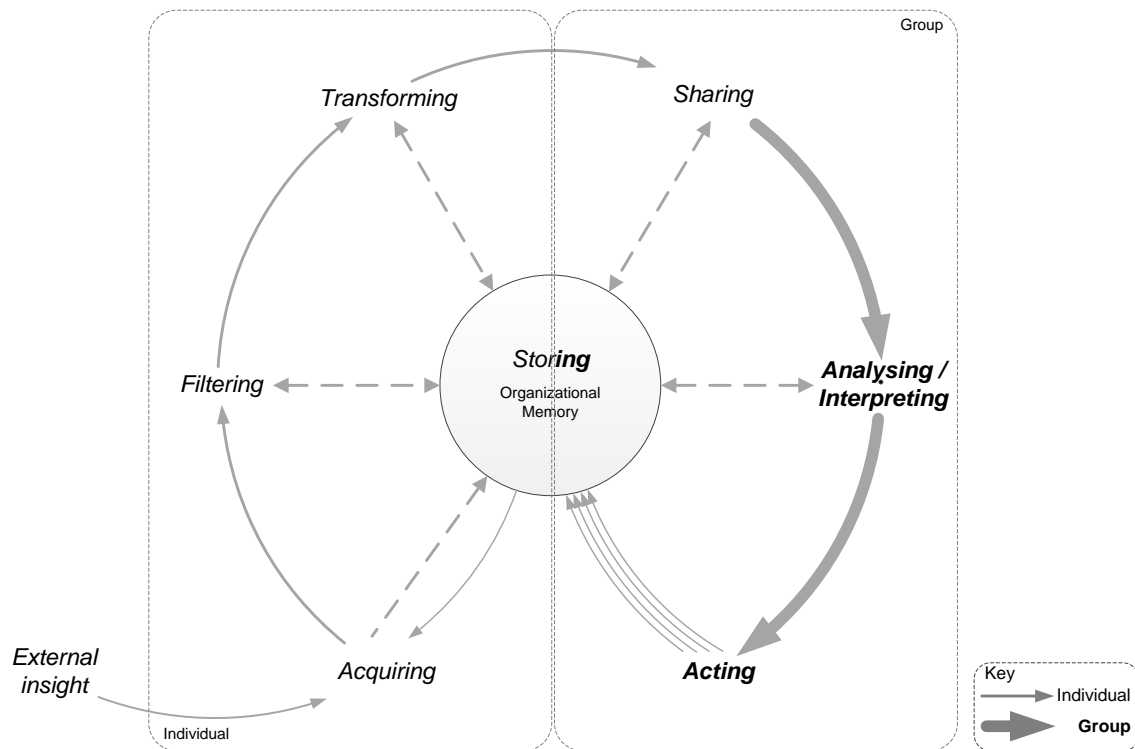 Group
Transforming
Sharing
Filtering
Storing
Organizational
Memory
Analysing /
Interpreting
External
insight
Acquiring
Acting
Individual
Key
Individual
Group